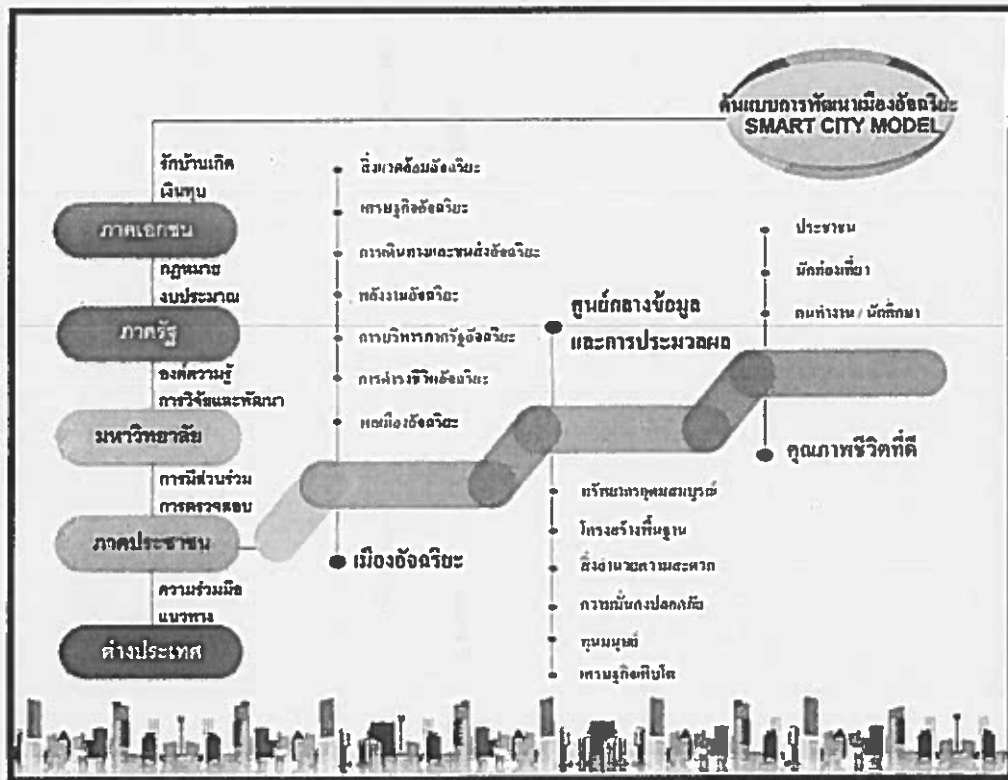 ต้นแบบการพัฒนาเมืองอัจฉริยะ
SMART CITY MODEL
รักบ้านเกิด
เงินทุน
ภาคเอกชน
กฎหมาย
งบประมาณ
ภาครัฐ
องค์ความรู้
การวิจัยและพัฒนา
มหาวิทยาลัย
การมีส่วนร่วม
การตรวจสอบ
ภาคประชาชน
ความร่วมมือ
แนวทาง
ต่างประเทศ
สิ่งแวดล้อมอัจฉริยะ
เศรษฐกิจอัจฉริยะ
การเดินทางและขนส่งอัจฉริยะ
พลังงานอัจฉริยะ
การบริหารภาครัฐอัจฉริยะ
การดำรงชีวิตอัจฉริยะ
พลเมืองอัจฉริยะ
เมืองอัจฉริยะ
ศูนย์กลางข้อมูล
และการประมวลผล
ทรัพยากรอุดมสมบูรณ์
โครงสร้างพื้นฐาน
สิ่งอำนวยความสะดวก
ความมั่นคงปลอดภัย
ทุนมนุษย์
เศรษฐกิจเติบโต
ประชาชน
นักท่องเที่ยว
คนทำงาน / นักศึกษา
คุณภาพชีวิตที่ดี